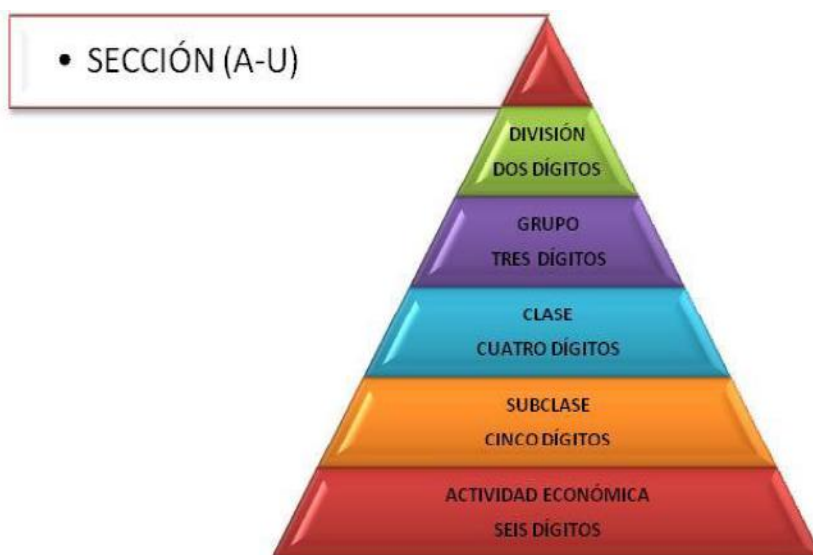 • SECCIÓN (A-U)
DIVISIÓN
DOS DÍGITOS
GRUPO
TRES DÍGITOS
CLASE
CUATRO DÍGITOS
SUBCLASE
CINCO DÍGITOS
ACTIVIDAD ECONÓMICA
SEIS DÍGITOS